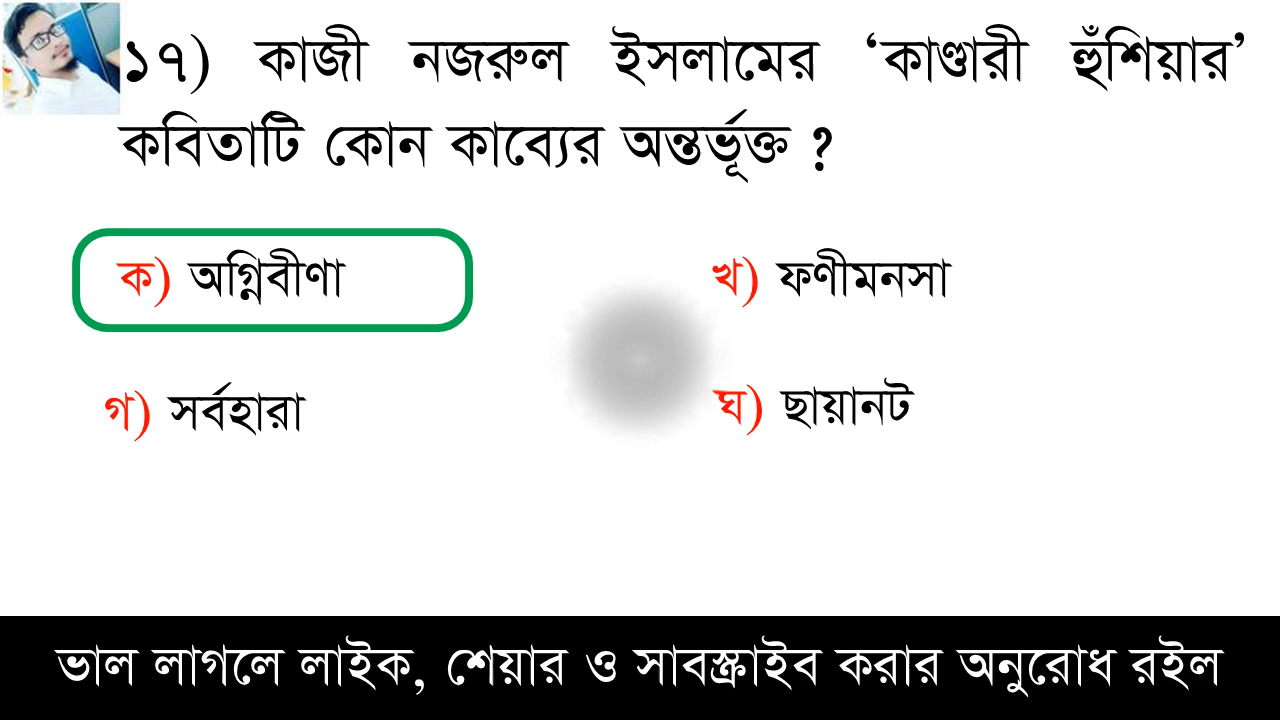 ১৭) কাজী নজরুল ইসলামের ‘কাণ্ডারী হুঁশিয়ার’
কবিতাটি কোন কাব্যের অন্তর্ভূক্ত ?
ক) অগ্নিবীণা
খ) ফণীমনসা
গ) সর্বহারা
ঘ) ছায়ানট
ভাল লাগলে লাইক, শেয়ার ও সাবস্ক্রাইব করার অনুরোধ রইল